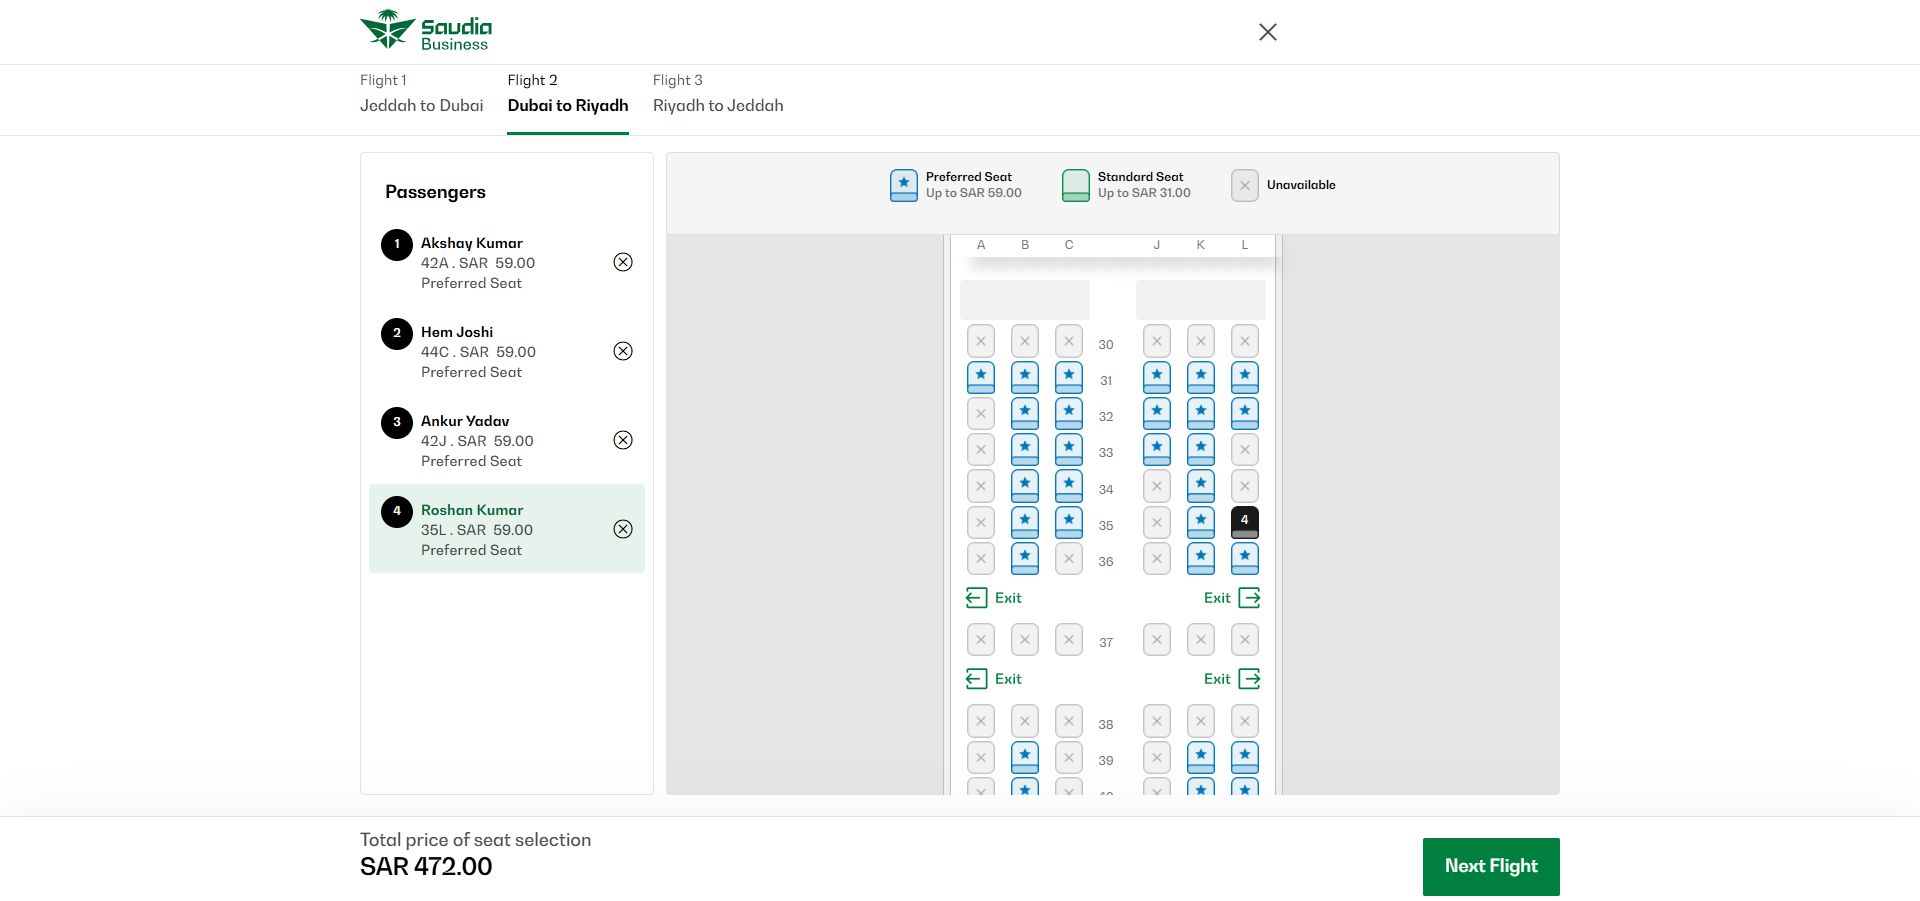 Saudia
Business
Flight 1
Jeddah to Dubai
Flight 2
Dubai to Riyadh
Flight 3
Riyadh to Jeddah
Passengers
1
Akshay Kumar
42A . SAR 59.00
Preferred Seat
2
Hem Joshi
44C . SAR 59.00
Preferred Seat
3
Ankur Yadav
42J . SAR 59.00
Preferred Seat
4
Roshan Kumar
35L . SAR 59.00
Preferred Seat
Preferred Seat
Up to SAR 59.00
Standard Seat
Up to SAR 31.00
Unavailable
A B C J K L
30
31
32
33
34
35 4
36
Exit Exit
37
Exit Exit
38
39
Total price of seat selection
SAR 472.00
Next Flight